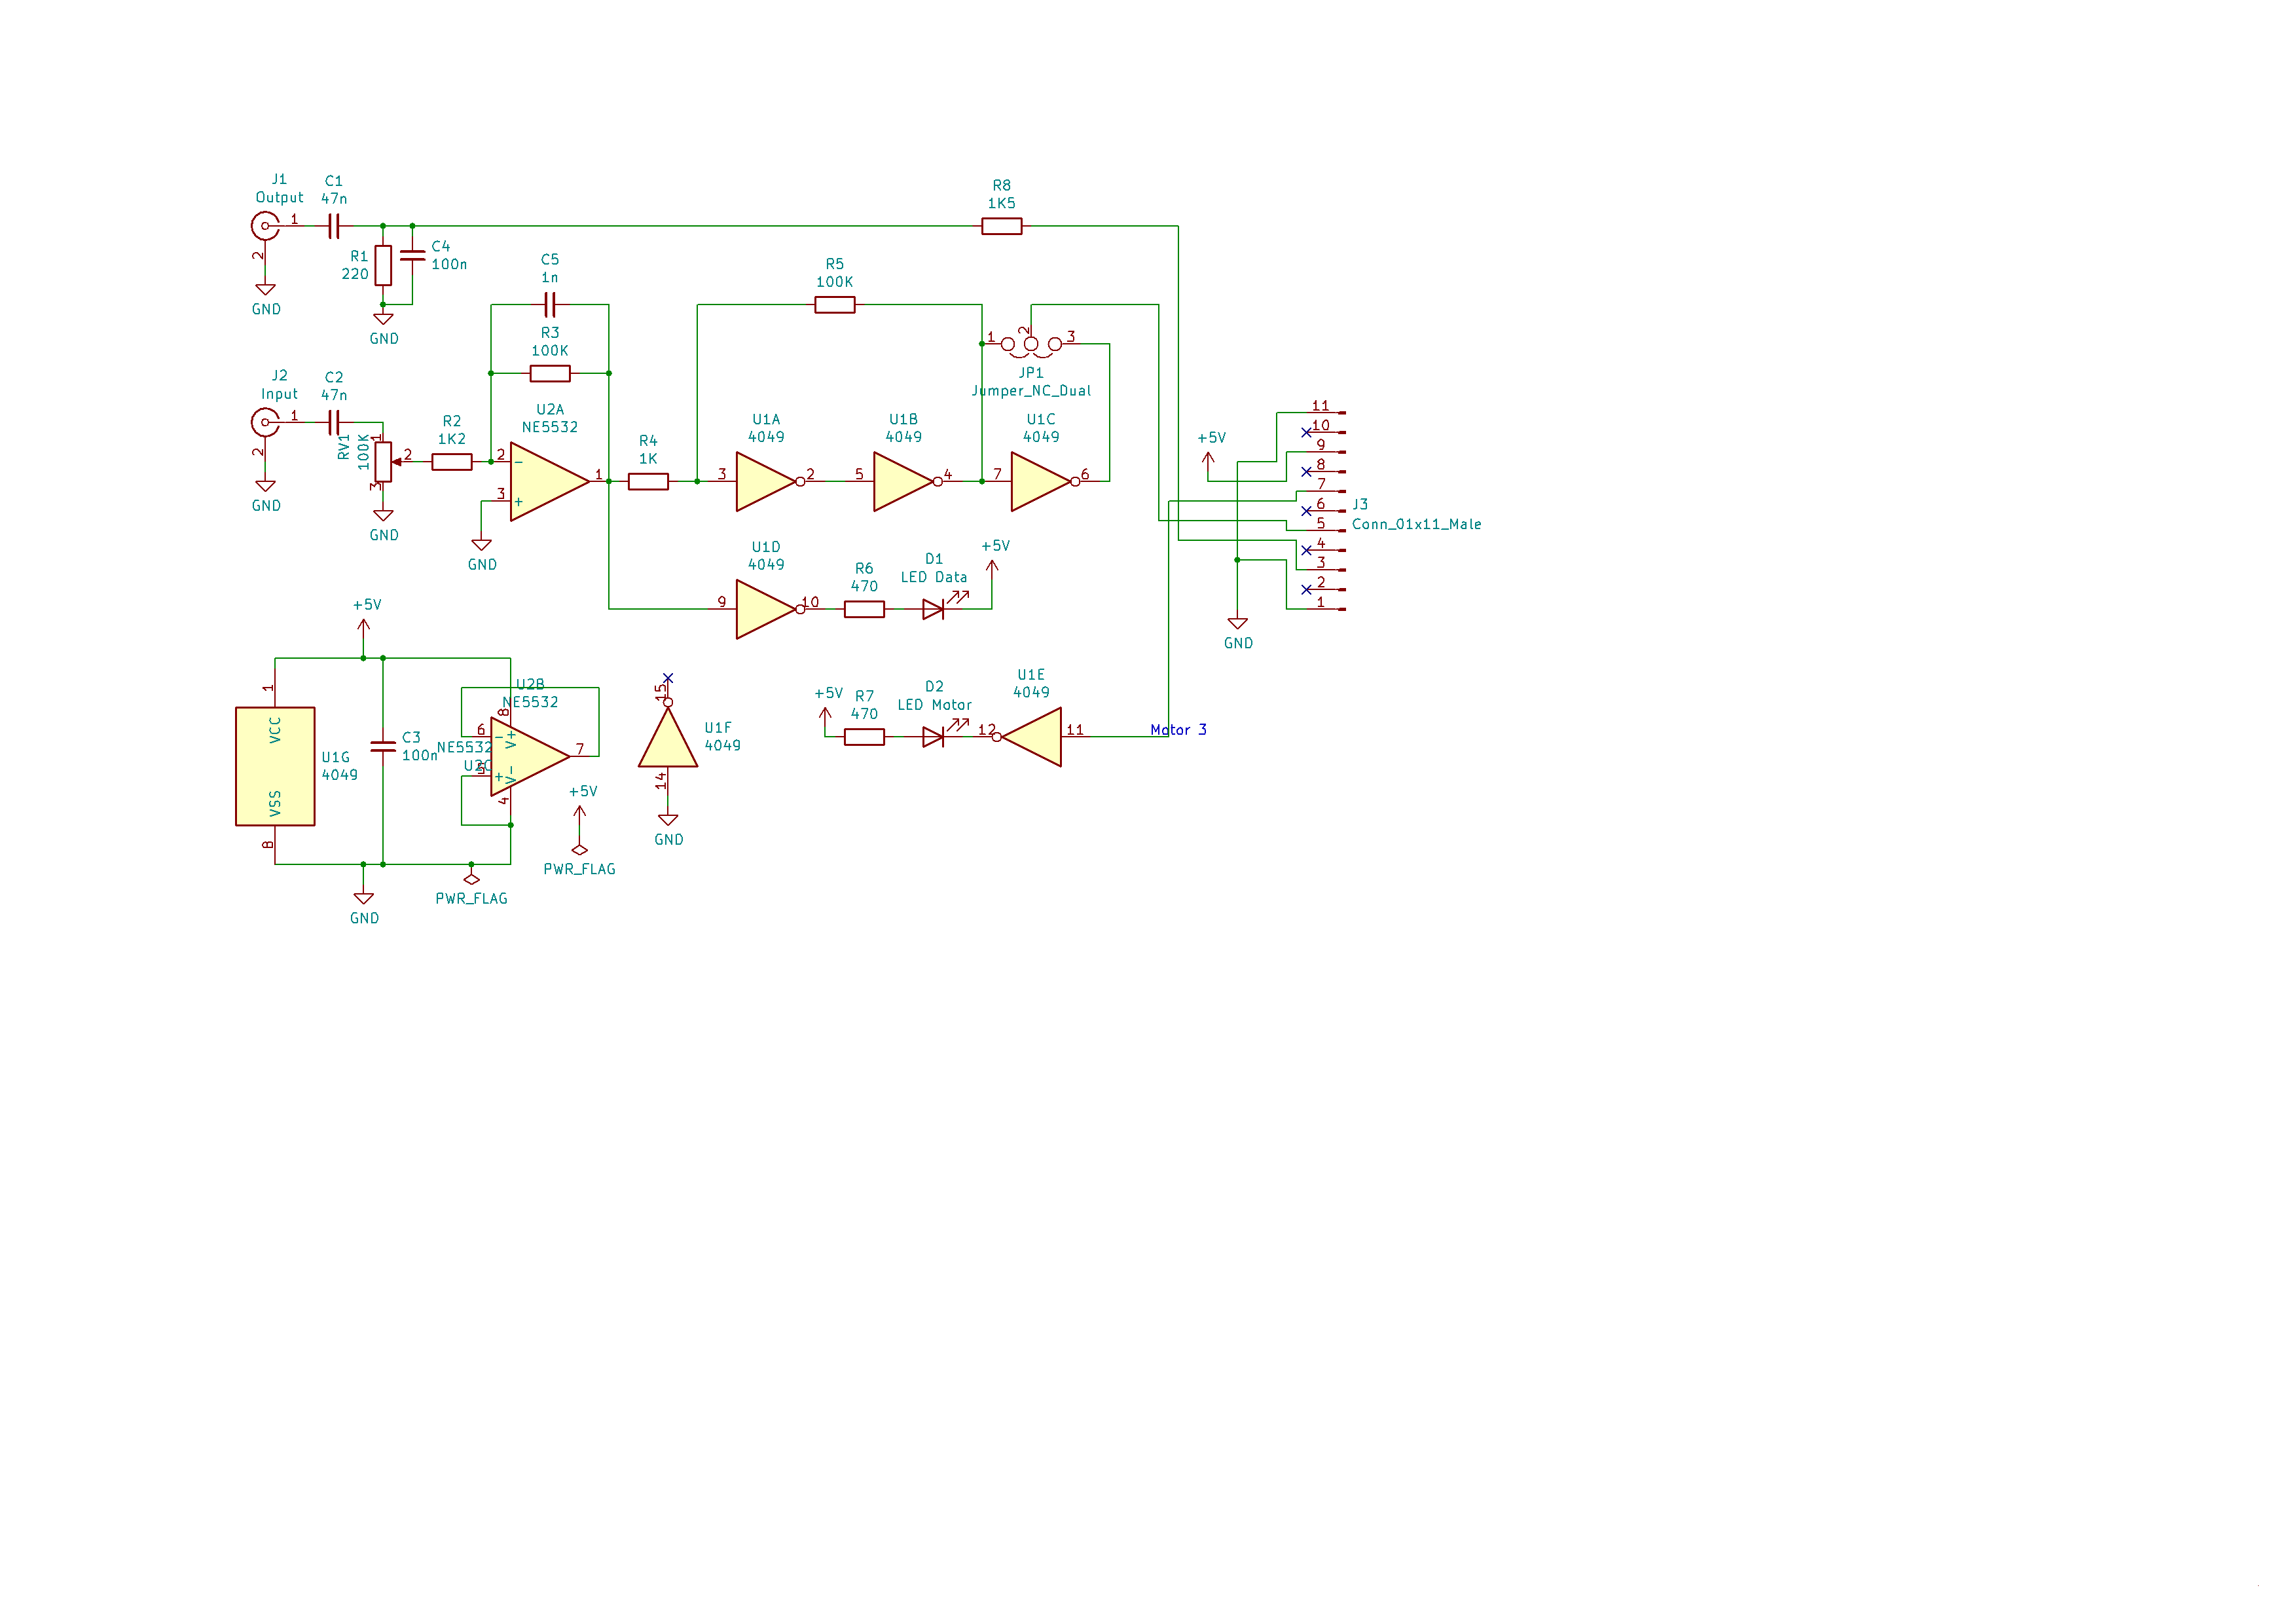 J1
Output
1
2
GND
C1
47n
R1
220
C4
100n
GND
R8
1K5
C5
1n
R3
100K
R5
100K
1
2
3
JP1
Jumper_NC_Dual
J2
Input
1
2
GND
C2
47n
RV1
100K
1
2
3
GND
R2
1K2
U2A
NE5532
2
-
3
+
1
GND
R4
1K
U1A
4049
3
2
U1B
4049
5
4
U1C
4049
7
6
+5V
11
10
9
8
7
6
5
4
3
2
1
J3
Conn_01x11_Male
GND
U1D
4049
9
10
R6
470
D1
LED Data
+5V
+5V
1
VCC
VSS
8
U1G
4049
C3
100n
U2B
NE5532
NE5532
U2C
8
V+
6
-
5
+
V-
4
7
+5V
PWR_FLAG
PWR_FLAG
GND
15
U1F
4049
14
GND
+5V
R7
470
D2
LED Motor
12
U1E
4049
11
Motor 3